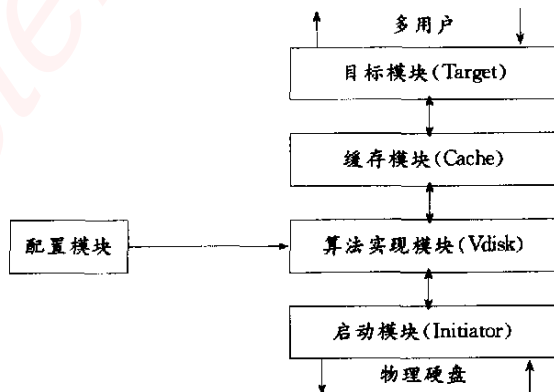 多用户
目标模块(Target)
缓存模块(Cache)
配置模块
算法实现模块(Vdisk)
启动模块(Initiator)
物理硬盘